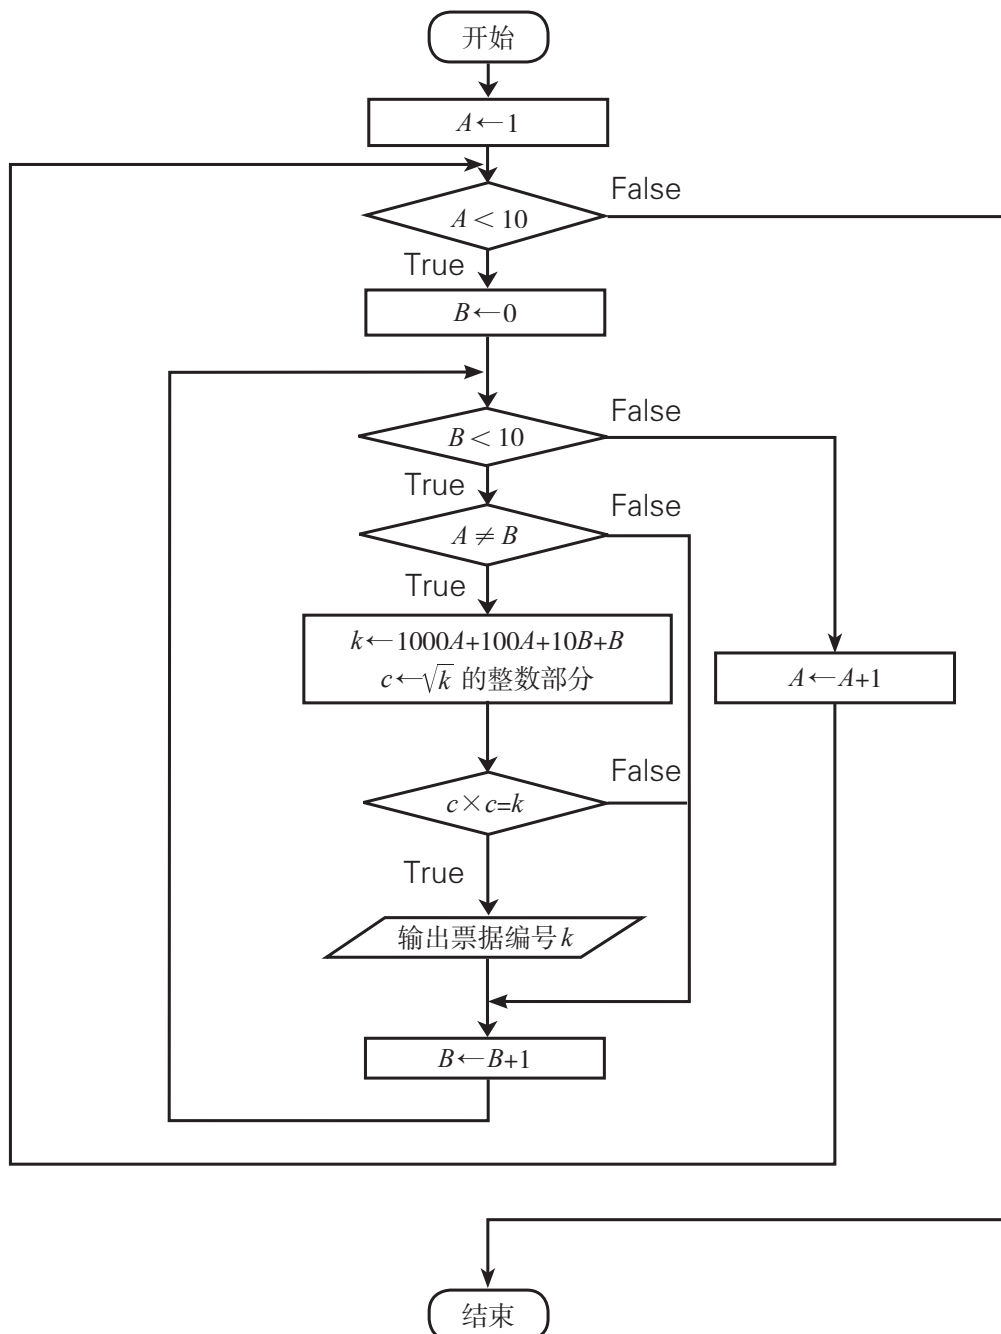 开始
A←1
A < 10
False
True
B←0
B < 10
False
True
A ≠ B
False
True
k←1000A+100A+10B+B
c←√k 的整数部分
A←A+1
c×c=k
False
True
输出票据编号k
B←B+1
结束